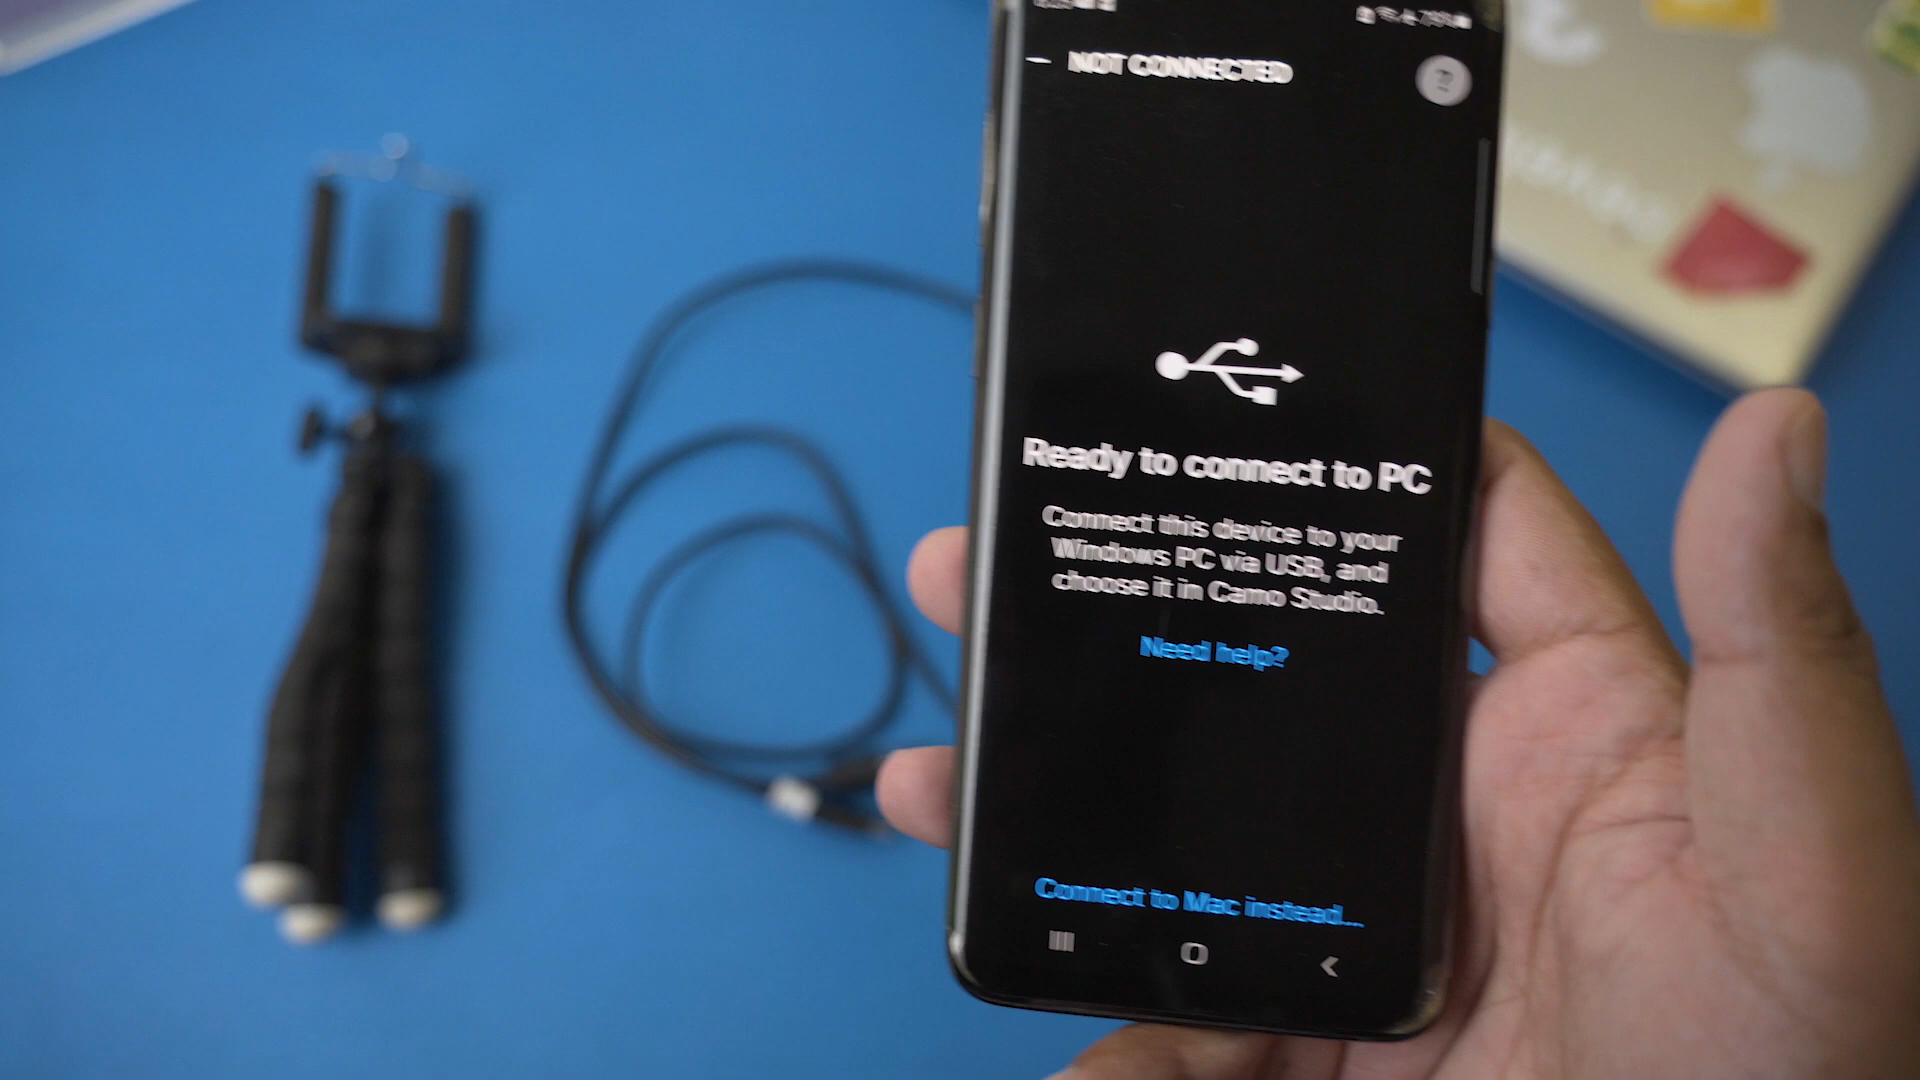 NOT CONNECTED
Ready to connect to PC
Connect this device to your
Windows PC via USB, and
choose it in Camo Studio.
Need help?
Connect to Mac instead...